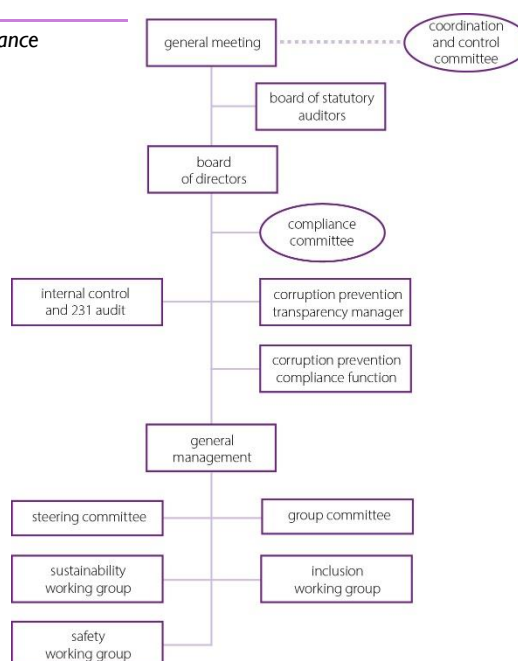 ance
general meeting
coordination
and control
committee
board of statutory
auditors
board
of directors
compliance
committee
internal control
and 231 audit
corruption prevention
transparency manager
corruption prevention
compliance function
general
management
steering committee
group committee
sustainability
working group
inclusion
working group
safety
working group